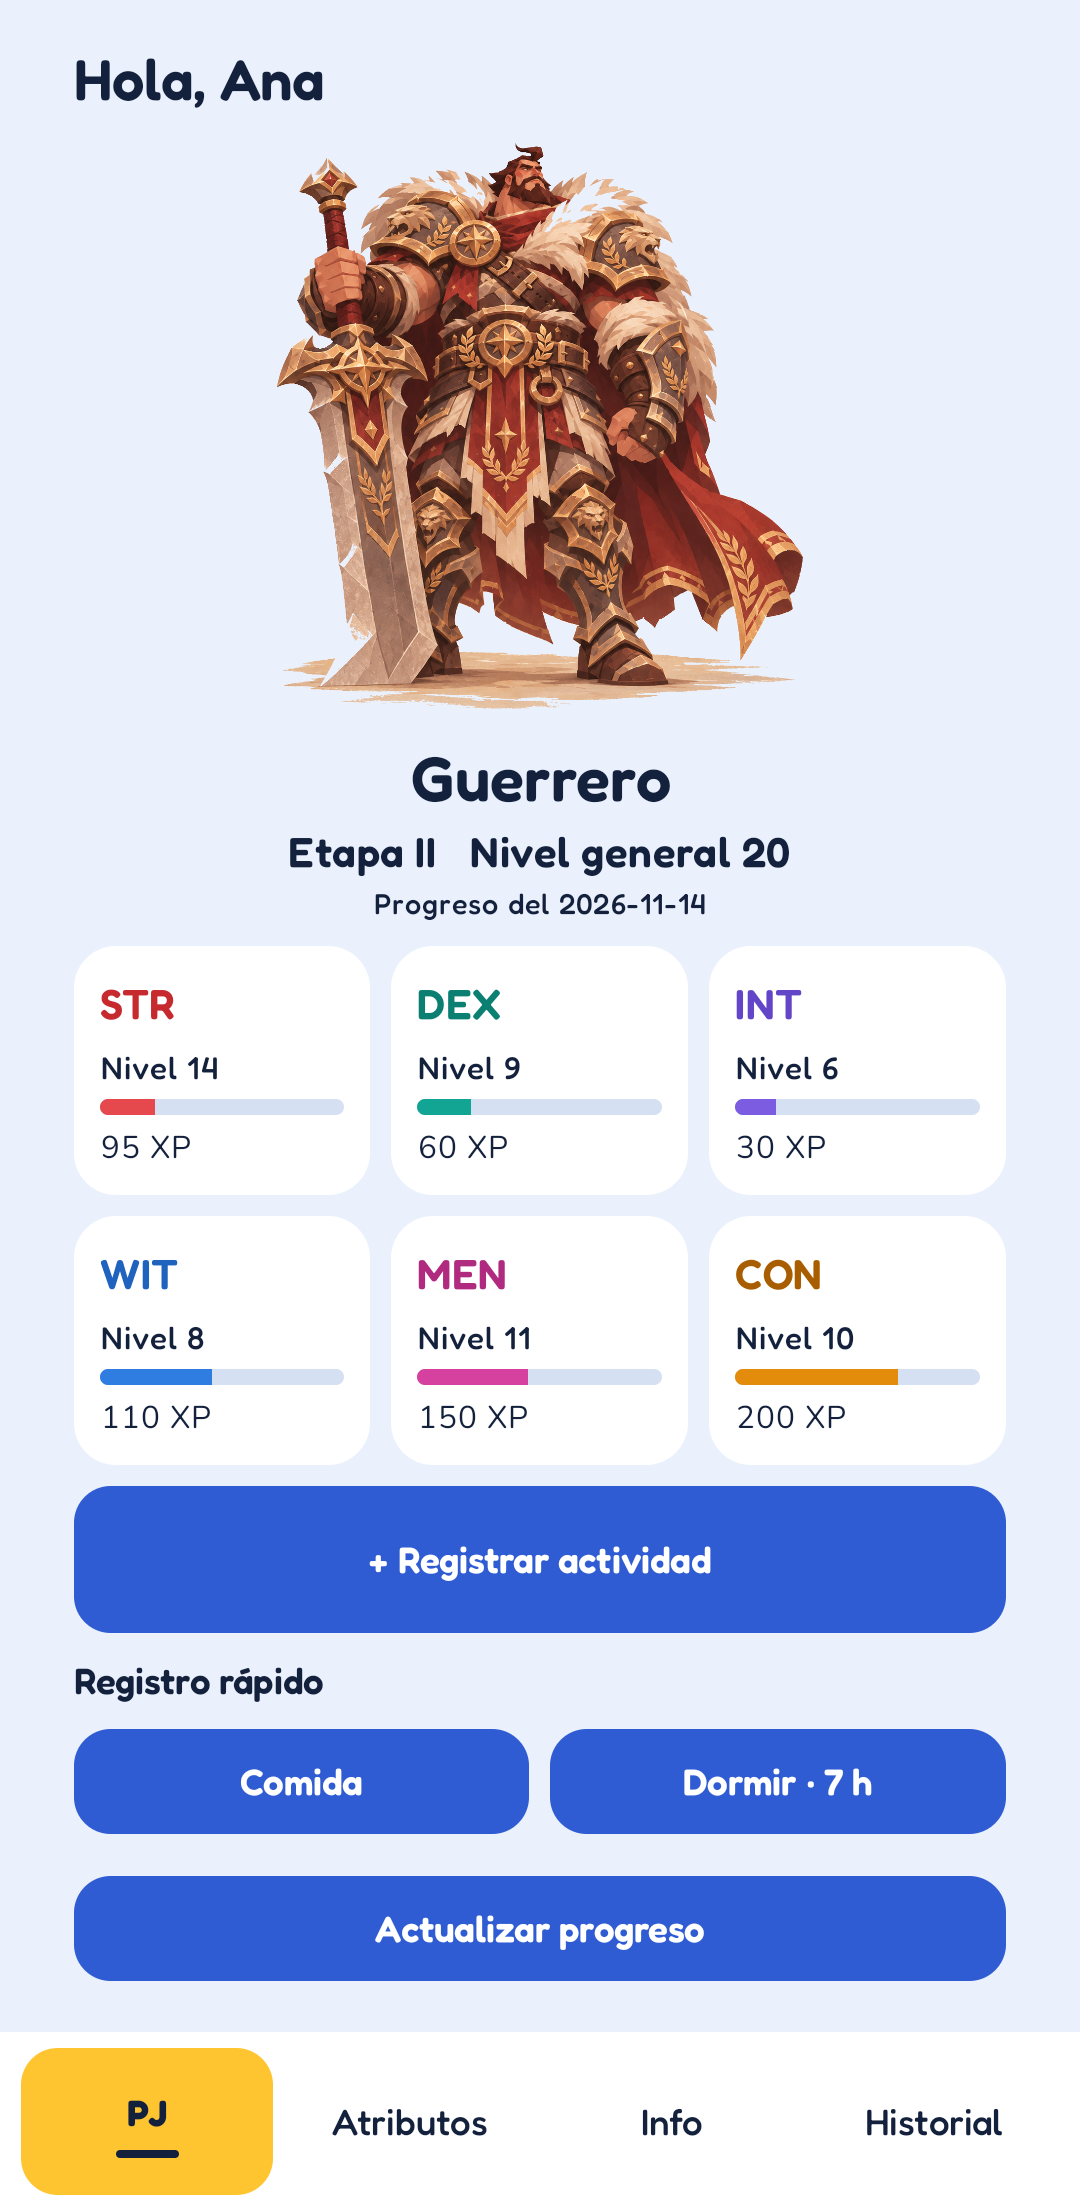 Hola, Ana
Guerrero
Etapa II Nivel general 20
Progreso del 2026-11-14
STR
Nivel 14
95 XP
DEX
Nivel 9
60 XP
INT
Nivel 6
30 XP
WIT
Nivel 8
110 XP
MEN
Nivel 11
150 XP
CON
Nivel 10
200 XP
+ Registrar actividad
Registro rápido
Comida
Dormir · 7 h
Actualizar progreso
PJ
Atributos
Info
Historial